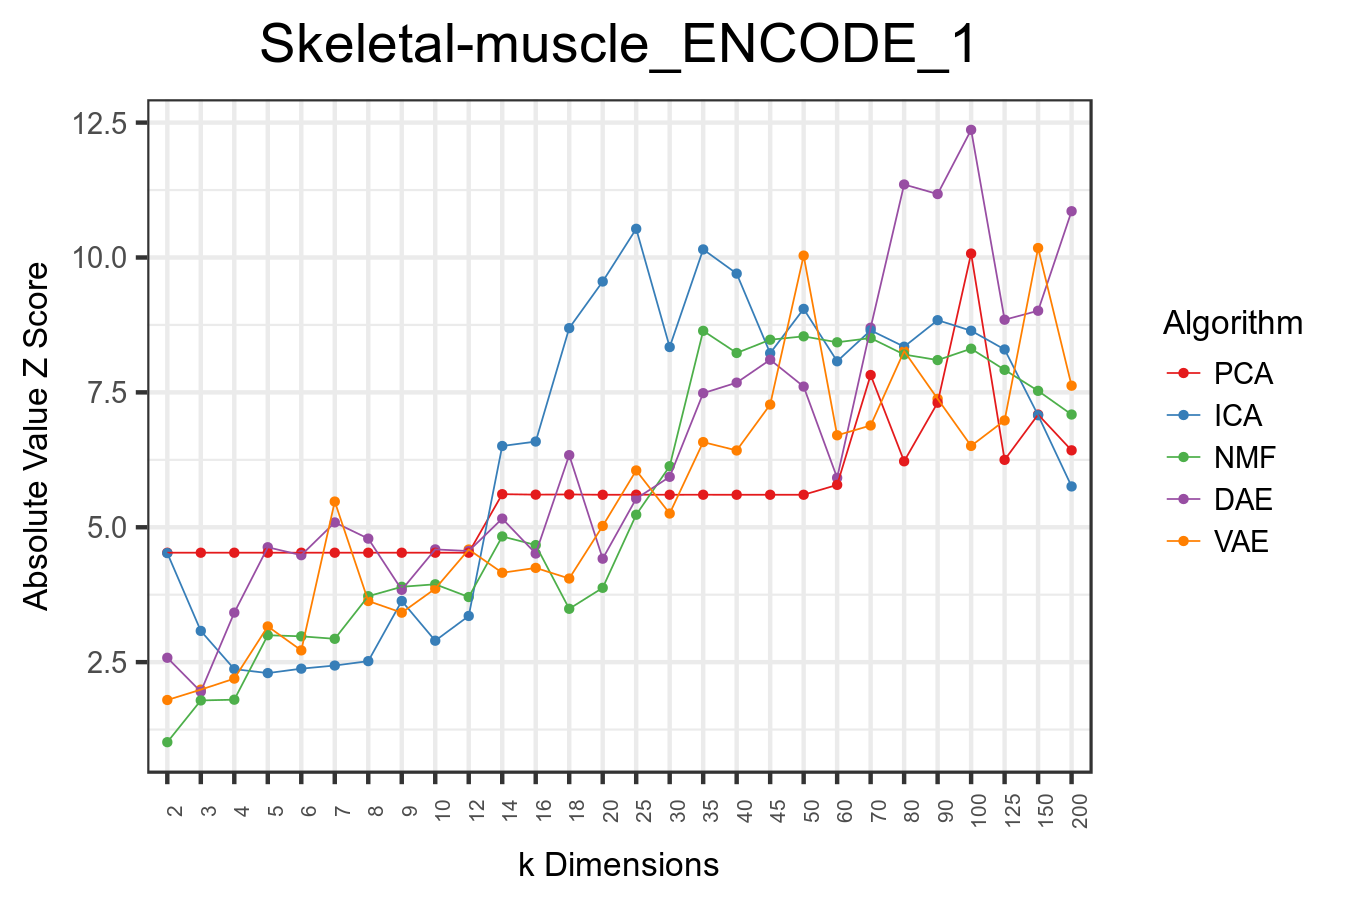 Skeletal-muscle_ENCODE_1
12.5
10.0
7.5
5.0
2.5
Absolute Value Z Score
2 3 4 5 6 7 8 9 10 12 14 16 18 20 25 30 35 40 45 50 60 70 80 90 100 125 150 200
k Dimensions
Algorithm
PCA
ICA
NMF
DAE
VAE